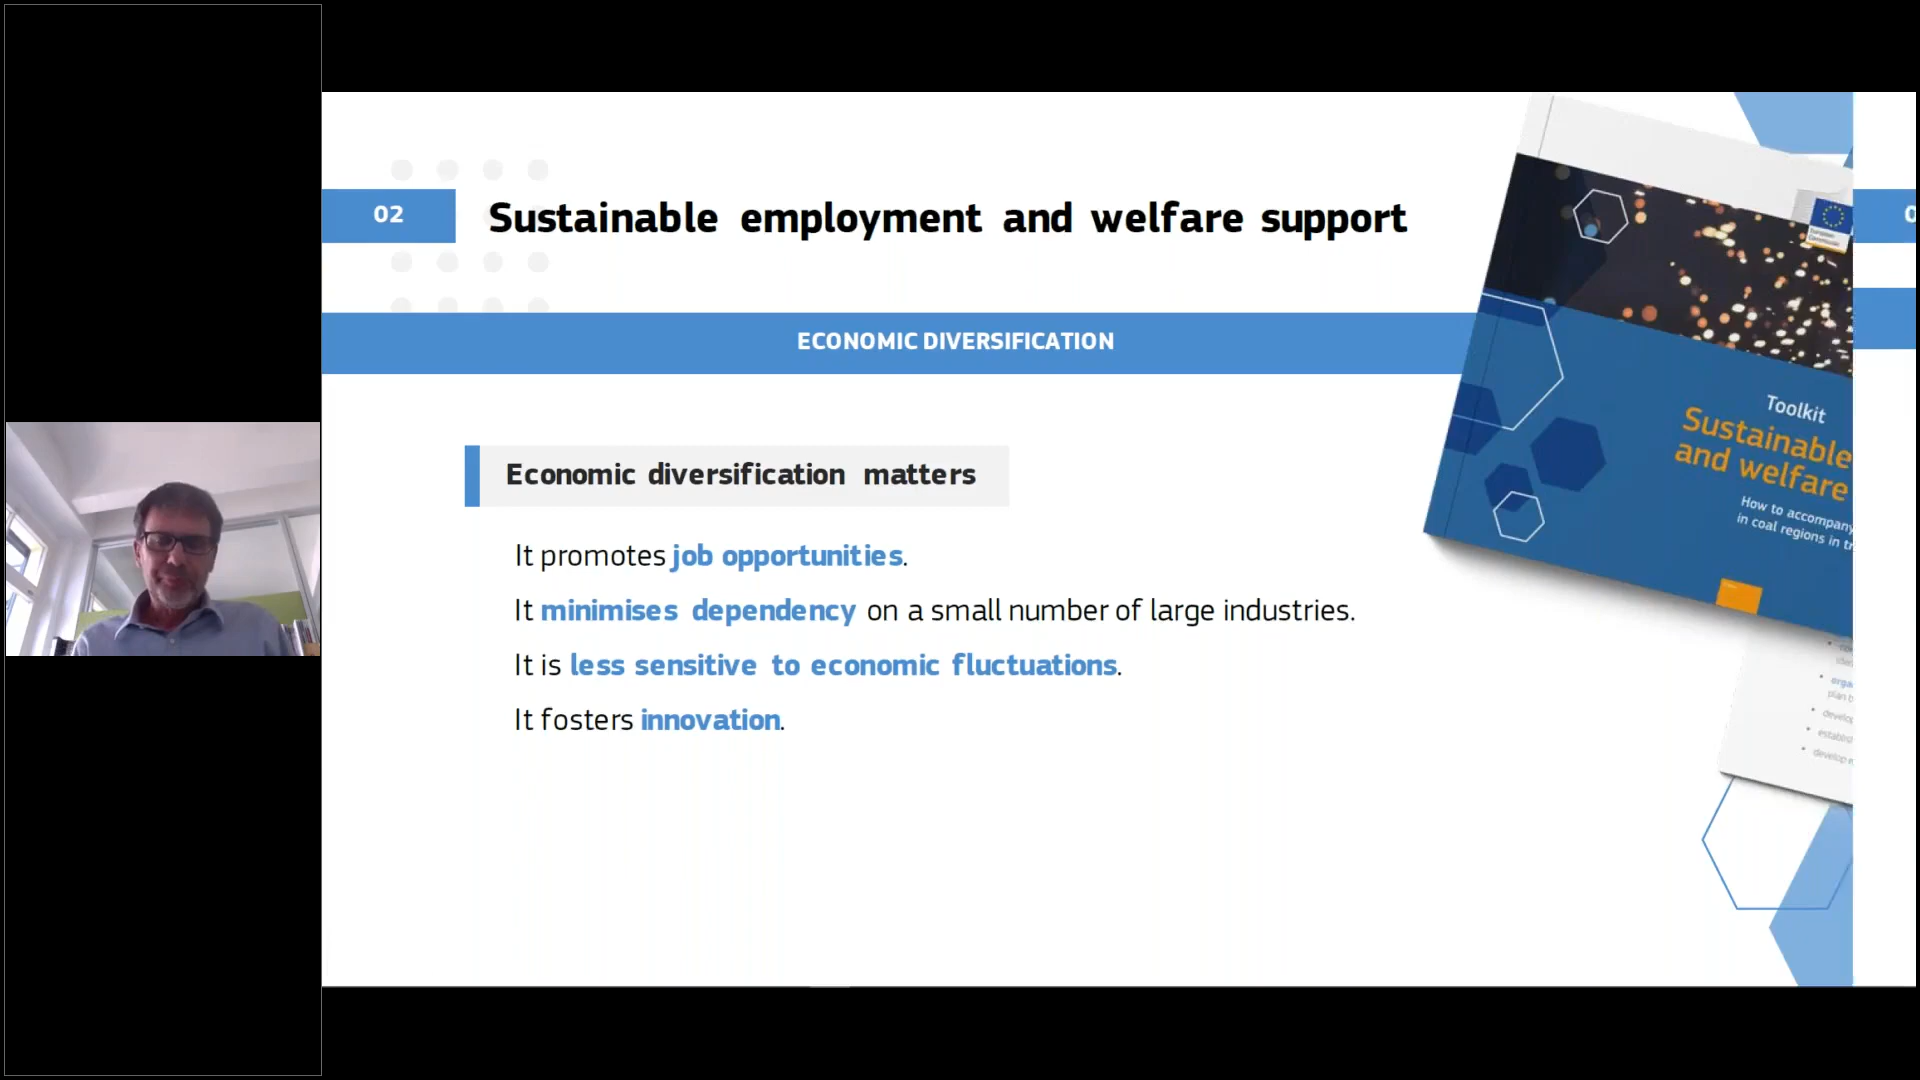 02
Sustainable employment and welfare support
ECONOMIC DIVERSIFICATION
Economic diversification matters
It promotes job opportunities.
It minimises dependency on a small number of large industries.
It is less sensitive to economic fluctuations.
It fosters innovation.
European
Commission
Toolkit
Sustainable
and welfare
How to accompany
in coal regions in